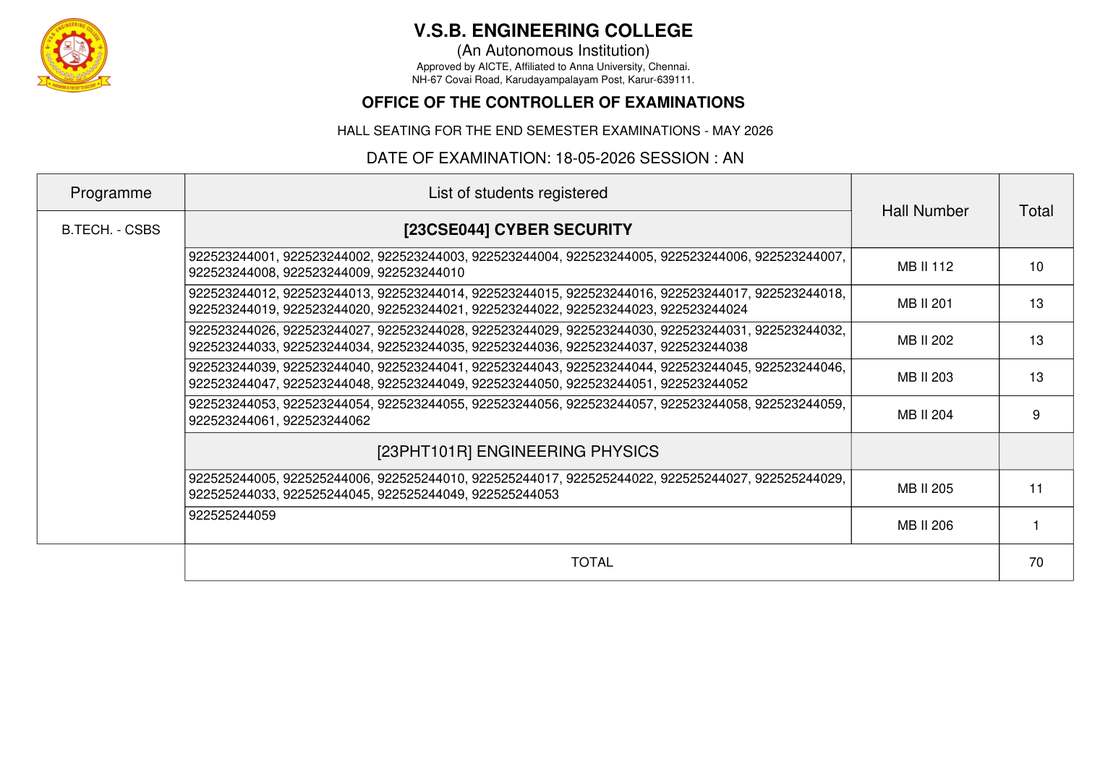 V.S.B. ENGINEERING COLLEGE
(An Autonomous Institution)
Approved by AICTE, Affiliated to Anna University, Chennai.
NH-67 Covai Road, Karudayampalayam Post, Karur-639111.
OFFICE OF THE CONTROLLER OF EXAMINATIONS
HALL SEATING FOR THE END SEMESTER EXAMINATIONS - MAY 2026
DATE OF EXAMINATION: 18-05-2026 SESSION : AN
Programme
List of students registered
Hall Number
Total
B.TECH. - CSBS
[23CSE044] CYBER SECURITY
922523244001, 922523244002, 922523244003, 922523244004, 922523244005, 922523244006, 922523244007,
922523244008, 922523244009, 922523244010
MB II 112
10
922523244012, 922523244013, 922523244014, 922523244015, 922523244016, 922523244017, 922523244018,
922523244019, 922523244020, 922523244021, 922523244022, 922523244023, 922523244024
MB II 201
13
922523244026, 922523244027, 922523244028, 922523244029, 922523244030, 922523244031, 922523244032,
922523244033, 922523244034, 922523244035, 922523244036, 922523244037, 922523244038
MB II 202
13
922523244039, 922523244040, 922523244041, 922523244043, 922523244044, 922523244045, 922523244046,
922523244047, 922523244048, 922523244049, 922523244050, 922523244051, 922523244052
MB II 203
13
922523244053, 922523244054, 922523244055, 922523244056, 922523244057, 922523244058, 922523244059,
922523244061, 922523244062
MB II 204
9
[23PHT101R] ENGINEERING PHYSICS
922525244005, 922525244006, 922525244010, 922525244017, 922525244022, 922525244027, 922525244029,
922525244033, 922525244045, 922525244049, 922525244053
MB II 205
11
922525244059
MB II 206
1
TOTAL
70